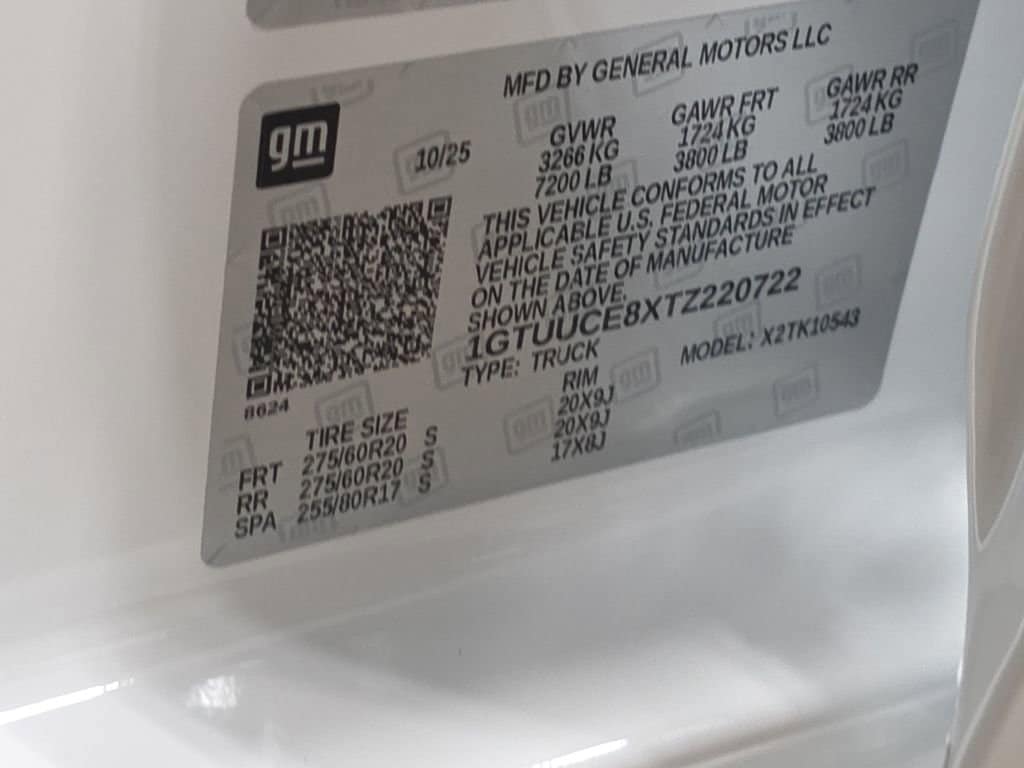 MFD BY GENERAL MOTORS LLC
gm
10/25
GVWR GAWR FRT GAWR RR
3266 KG 1724 KG 1724 KG
7200 LB 3800 LB 3800 LB
THIS VEHICLE CONFORMS TO ALL
APPLICABLE U.S. FEDERAL MOTOR
VEHICLE SAFETY STANDARDS IN EFFECT
ON THE DATE OF MANUFACTURE
SHOWN ABOVE.
1GTUUCE8XTZ220722
TYPE: TRUCK MODEL: X2TK10543
8624
TIRE SIZE RIM
FRT 275/60R20 S 20X9J
RR 275/60R20 S 20X9J
SPA 255/80R17 S 17X8J